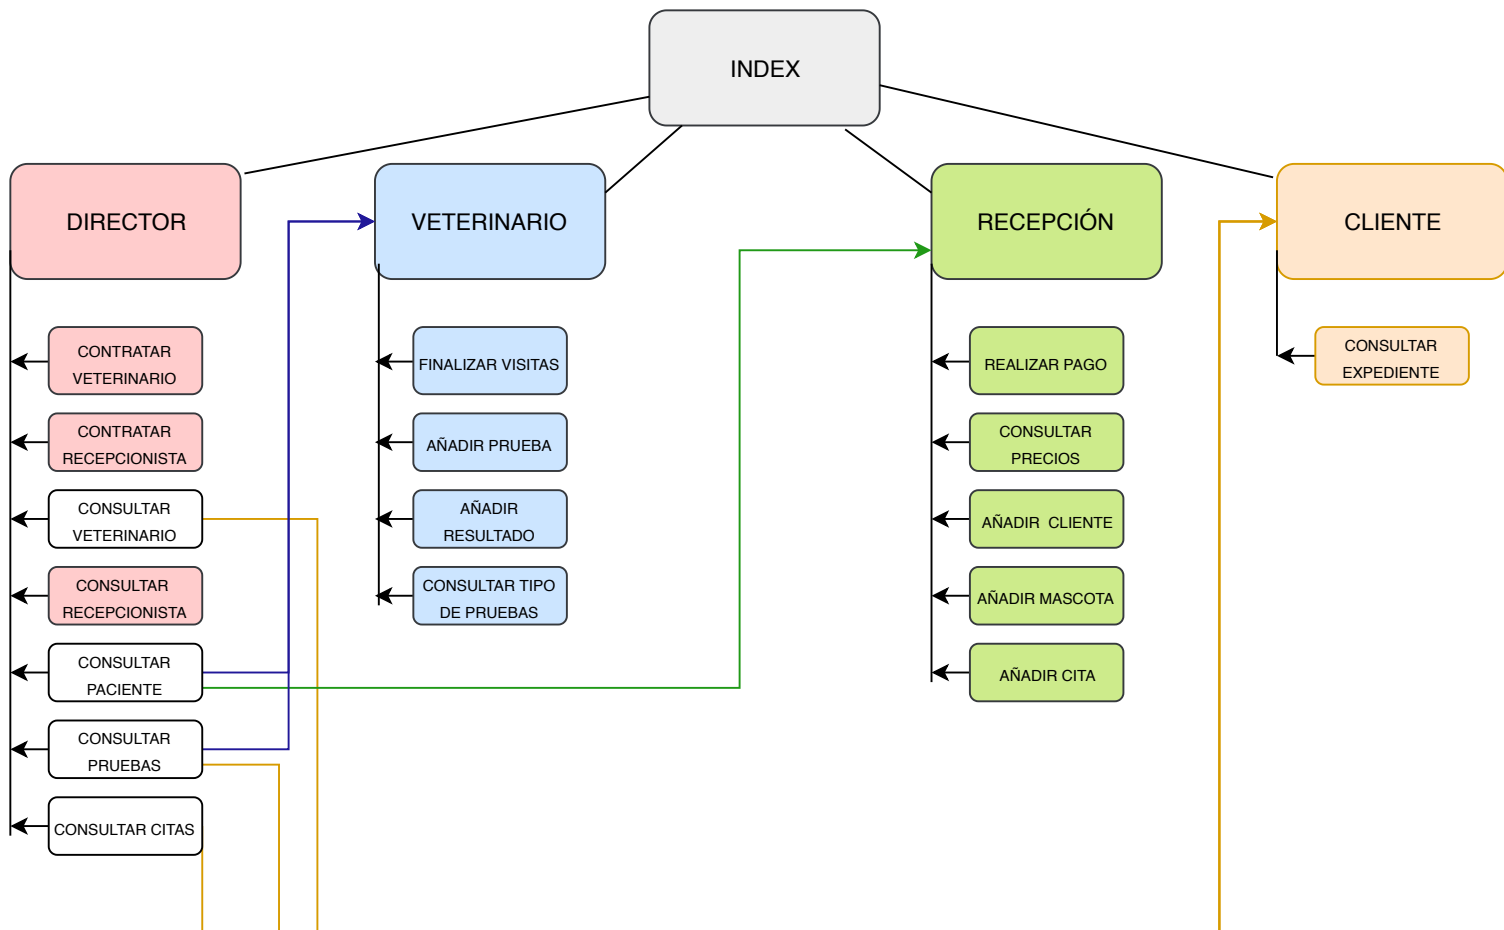 INDEX
DIRECTOR
VETERINARIO
RECEPCIÓN
CLIENTE
CONTRATAR
VETERINARIO
CONTRATAR
RECEPCIONISTA
CONSULTAR
VETERINARIO
CONSULTAR
RECEPCIONISTA
CONSULTAR
PACIENTE
CONSULTAR
PRUEBAS
CONSULTAR CITAS
FINALIZAR VISITAS
AÑADIR PRUEBA
AÑADIR
RESULTADO
CONSULTAR TIPO
DE PRUEBAS
REALIZAR PAGO
CONSULTAR
PRECIOS
AÑADIR CLIENTE
AÑADIR MASCOTA
AÑADIR CITA
CONSULTAR
EXPEDIENTE